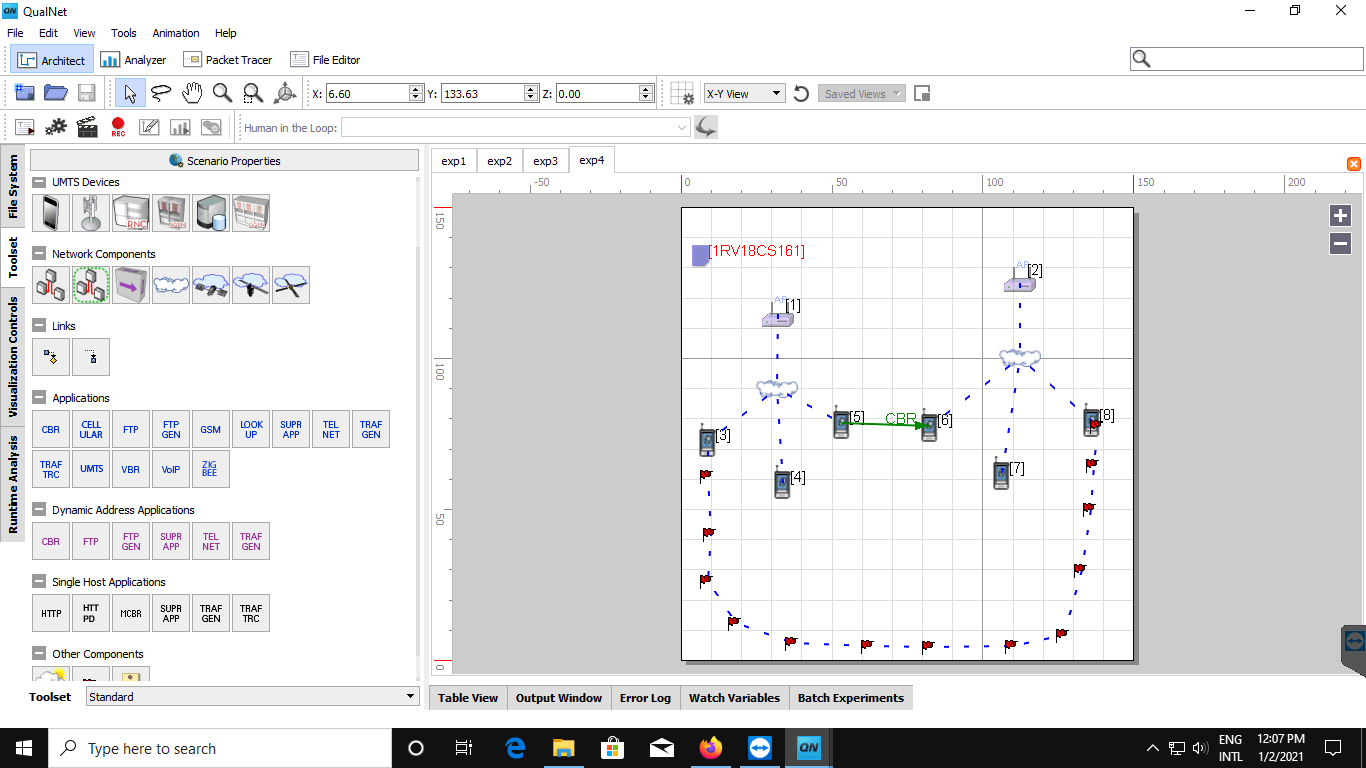 QualNet
File Edit View Tools Animation Help
Architect Analyzer Packet Tracer File Editor
X: 6.60 Y: 133.63 Z: 0.00 X-Y View Saved Views
REC Human in the Loop:
File System
Toolset
Visualization Controls
Runtime Analysis
Scenario Properties
UMTS Devices
RNC SGSN GGSN
Network Components
Links
Applications
CBR CELLULAR FTP FTP GEN GSM LOOK UP SUPR APP TEL NET TRAF GEN
TRAF TRC UMTS VBR VoIP ZIG BEE
Dynamic Address Applications
CBR FTP FTP GEN SUPR APP TEL NET TRAF GEN
Single Host Applications
HTTP HTT PD MCBR SUPR APP TRAF GEN TRAF TRC
Other Components
Toolset Standard
exp1 exp2 exp3 exp4
-50 0 50 100 150 200
150
100
50
0
[1RV18CS161]
AP [2]
AP [1]
[5] CBR [6] [8]
[3]
[4] [7]
Table View Output Window Error Log Watch Variables Batch Experiments
Type here to search
QN
ENG 12:07 PM
INTL 1/2/2021